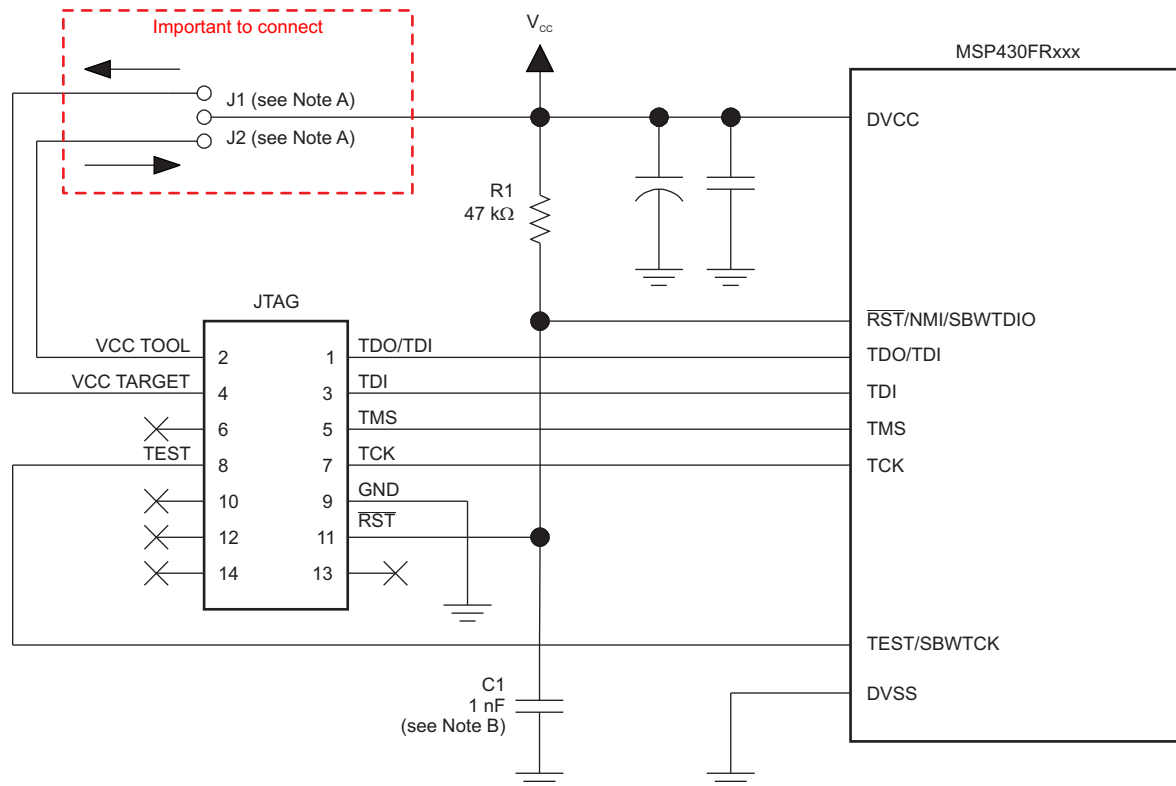 Important to connect
J1 (see Note A)
J2 (see Note A)
VCC
MSP430FRxxx
DVCC
R1
47 kΩ
JTAG
RST/NMI/SBWTDIO
VCC TOOL 2 1 TDO/TDI TDO/TDI
VCC TARGET 4 3 TDI TDI
6 5 TMS TMS
TEST 8 7 TCK TCK
10 9 GND
12 11 RST
14 13
TEST/SBWTCK
C1
1 nF
(see Note B)
DVSS